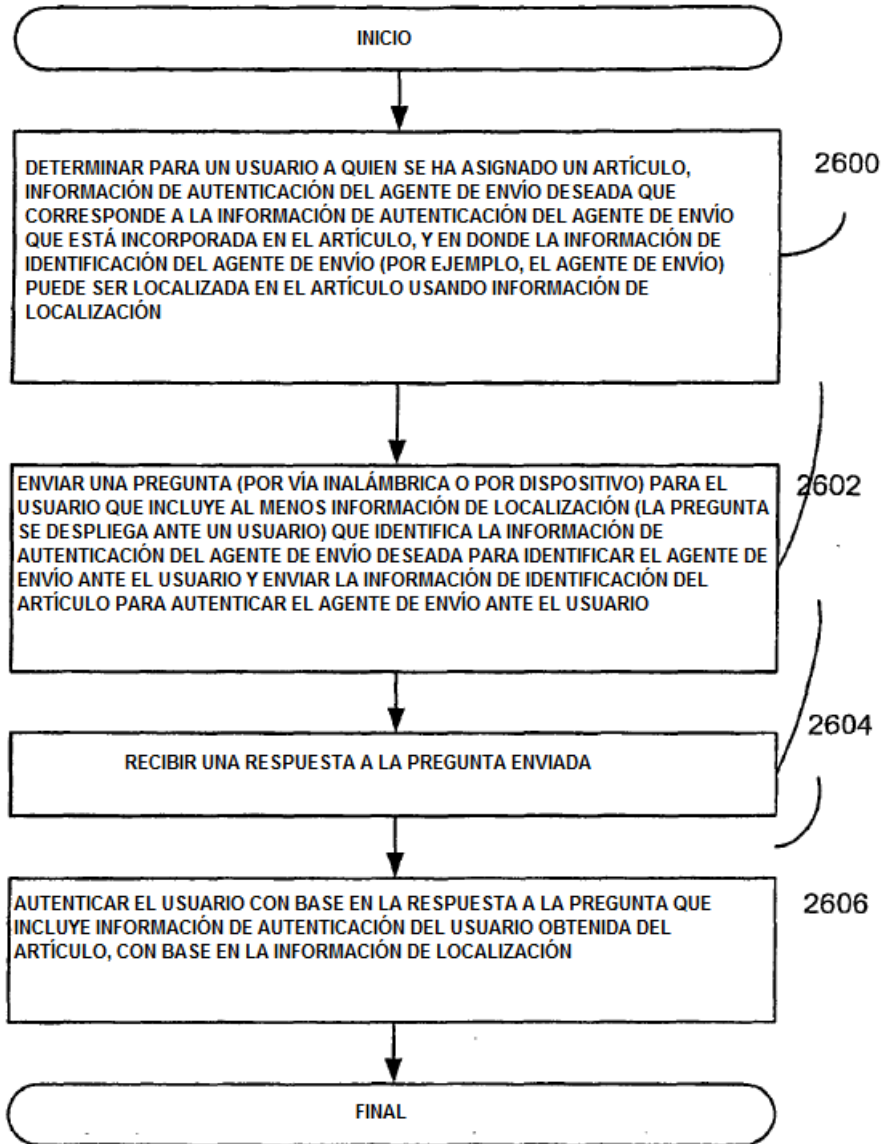 INICIO
DETERMINAR PARA UN USUARIO A QUIEN SE HA ASIGNADO UN ARTÍCULO,
INFORMACIÓN DE AUTENTICACIÓN DEL AGENTE DE ENVÍO DESEADA QUE
CORRESPONDE A LA INFORMACIÓN DE AUTENTICACIÓN DEL AGENTE DE ENVÍO
QUE ESTÁ INCORPORADA EN EL ARTÍCULO, Y EN DONDE LA INFORMACIÓN DE
IDENTIFICACIÓN DEL AGENTE DE ENVÍO (POR EJEMPLO, EL AGENTE DE ENVÍO)
PUEDE SER LOCALIZADA EN EL ARTÍCULO USANDO INFORMACIÓN DE
LOCALIZACIÓN
2600
ENVIAR UNA PREGUNTA (POR VÍA INALÁMBRICA O POR DISPOSITIVO) PARA EL
USUARIO QUE INCLUYE AL MENOS INFORMACIÓN DE LOCALIZACIÓN (LA PREGUNTA
SE DESPLIEGA ANTE UN USUARIO) QUE IDENTIFICA LA INFORMACIÓN DE
AUTENTICACIÓN DEL AGENTE DE ENVÍO DESEADA PARA IDENTIFICAR EL AGENTE DE
ENVÍO ANTE EL USUARIO Y ENVIAR LA INFORMACIÓN DE IDENTIFICACIÓN DEL
ARTÍCULO PARA AUTENTICAR EL AGENTE DE ENVÍO ANTE EL USUARIO
2602
RECIBIR UNA RESPUESTA A LA PREGUNTA ENVIADA
2604
AUTENTICAR EL USUARIO CON BASE EN LA RESPUESTA A LA PREGUNTA QUE
INCLUYE INFORMACIÓN DE AUTENTICACIÓN DEL USUARIO OBTENIDA DEL
ARTÍCULO, CON BASE EN LA INFORMACIÓN DE LOCALIZACIÓN
2606
FINAL